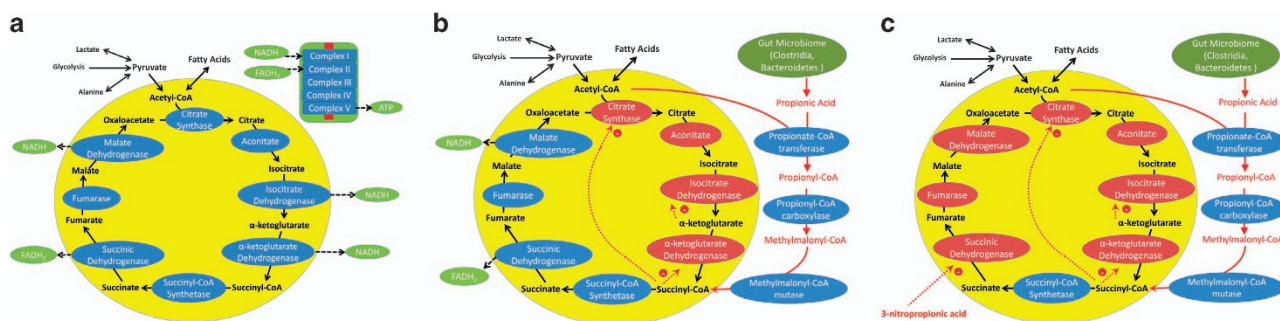 a
Lactate
Glycolysis
Pyruvate
Alanine
Fatty Acids
Acetyl-CoA
NADH
FADH2
Complex I
Complex II
Complex III
Complex IV
Complex V
ATP
Oxaloacetate
Citrate
Synthase
Citrate
Aconitate
Isocitrate
Isocitrate
Dehydrogenase
NADH
α-ketoglutarate
α-ketoglutarate
Dehydrogenase
NADH
Succinyl-CoA
Succinyl-CoA
Synthetase
Succinate
Succinic
Dehydrogenase
FADH2
Fumarate
Fumarase
Malate
Malate
Dehydrogenase
NADH
b
Lactate
Glycolysis
Pyruvate
Alanine
Fatty Acids
Acetyl-CoA
Gut Microbiome
(Clostridia,
Bacteroidetes )
Propionic Acid
Propionate-CoA
transferase
Propionyl-CoA
Propionyl-CoA
carboxylase
Methylmalonyl-CoA
Methylmalonyl-CoA
mutase
Oxaloacetate
Citrate
Synthase
Citrate
Aconitate
Isocitrate
Isocitrate
Dehydrogenase
α-ketoglutarate
α-ketoglutarate
Dehydrogenase
Succinyl-CoA
Succinyl-CoA
Synthetase
Succinate
Succinic
Dehydrogenase
FADH2
Fumarate
Fumarase
Malate
Malate
Dehydrogenase
NADH
c
Lactate
Glycolysis
Pyruvate
Alanine
Fatty Acids
Acetyl-CoA
Gut Microbiome
(Clostridia,
Bacteroidetes )
Propionic Acid
Propionate-CoA
transferase
Propionyl-CoA
Propionyl-CoA
carboxylase
Methylmalonyl-CoA
Methylmalonyl-CoA
mutase
Oxaloacetate
Citrate
Synthase
Citrate
Aconitate
Isocitrate
Isocitrate
Dehydrogenase
α-ketoglutarate
α-ketoglutarate
Dehydrogenase
Succinyl-CoA
Succinyl-CoA
Synthetase
Succinate
Succinic
Dehydrogenase
3-nitropropionic acid
Fumarate
Fumarase
Malate
Malate
Dehydrogenase